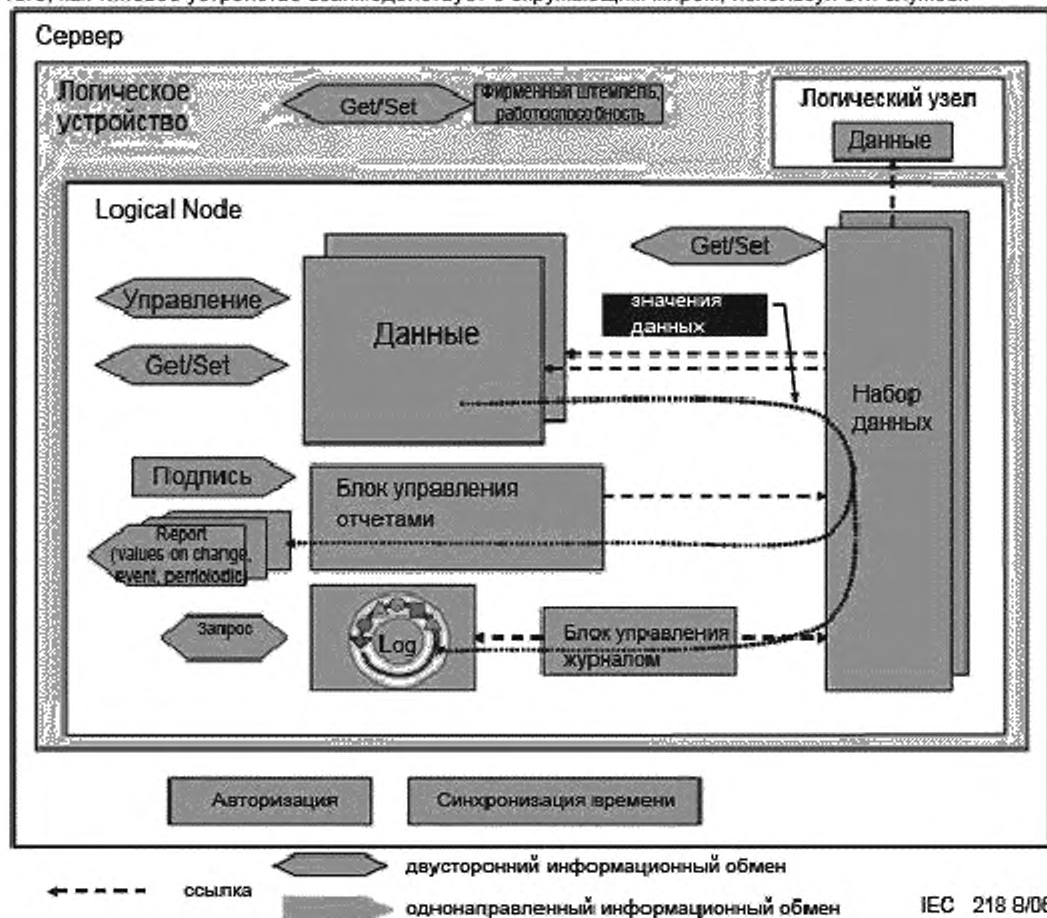 Сервер
Логическое
устройство
Get/Set
Фирменный штемпель,
работоспособность
Логический узел
Данные
Logical Node
Get/Set
Управление
значения
данных
Данные
Get/Set
Набор
данных
Подпись
Блок управления
отчетами
Report
(values on change,
event, perriolodic
Запрос
Log
Блок управления
журналом
Авторизация
Синхронизация времени
двусторонний информационный обмен
ссылка
однонаправленный информационный обмен
IEC 218 8/06